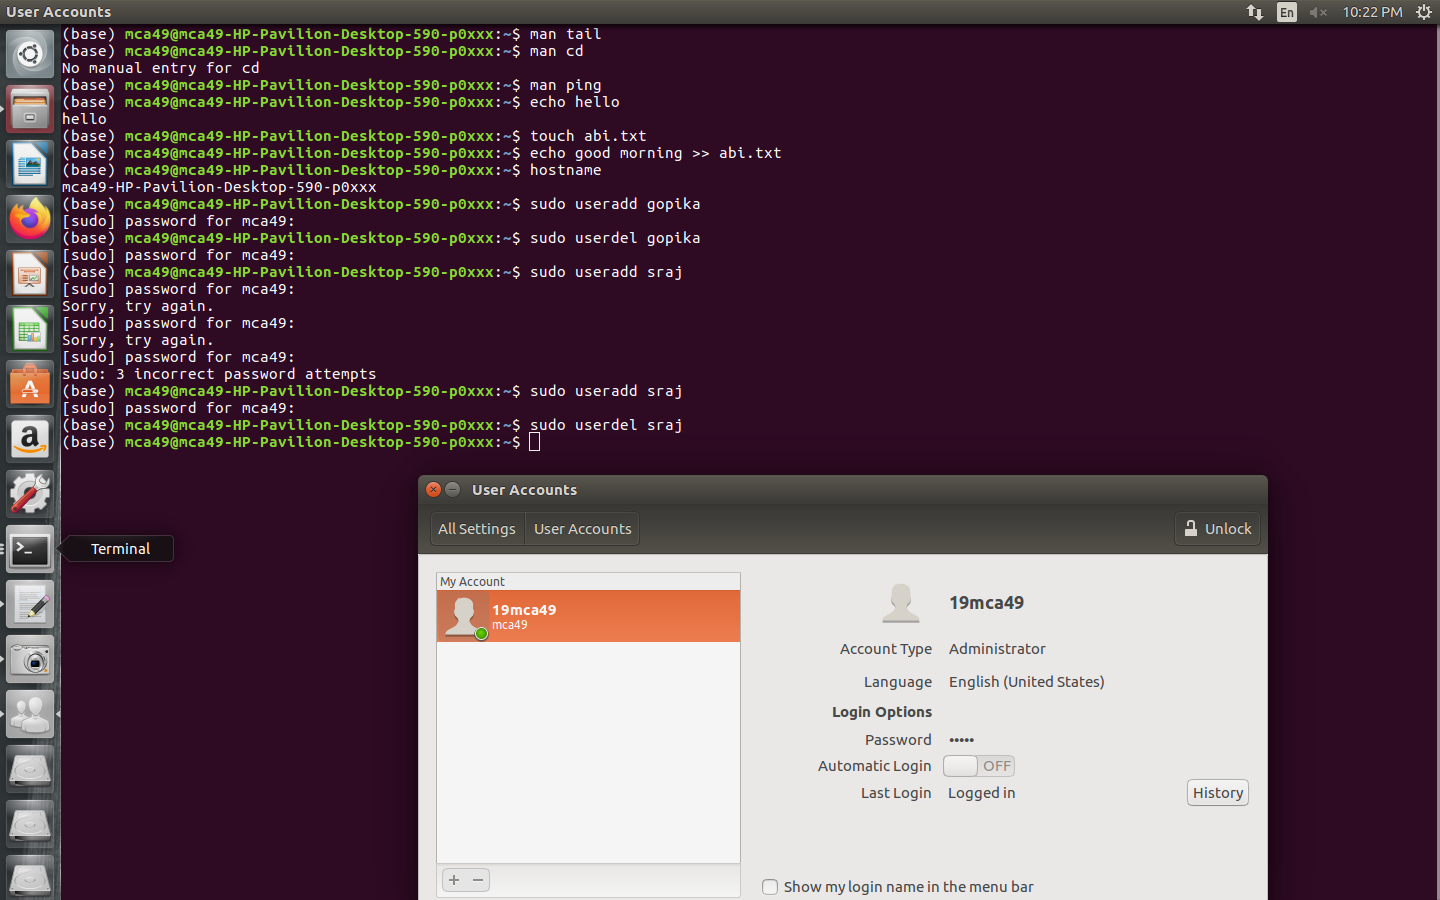 User Accounts
En
10:22 PM
(base) mca49@mca49-HP-Pavilion-Desktop-590-p0xxx:~$ man tail
(base) mca49@mca49-HP-Pavilion-Desktop-590-p0xxx:~$ man cd
No manual entry for cd
(base) mca49@mca49-HP-Pavilion-Desktop-590-p0xxx:~$ man ping
(base) mca49@mca49-HP-Pavilion-Desktop-590-p0xxx:~$ echo hello
hello
(base) mca49@mca49-HP-Pavilion-Desktop-590-p0xxx:~$ touch abi.txt
(base) mca49@mca49-HP-Pavilion-Desktop-590-p0xxx:~$ echo good morning >> abi.txt
(base) mca49@mca49-HP-Pavilion-Desktop-590-p0xxx:~$ hostname
mca49-HP-Pavilion-Desktop-590-p0xxx
(base) mca49@mca49-HP-Pavilion-Desktop-590-p0xxx:~$ sudo useradd gopika
[sudo] password for mca49:
(base) mca49@mca49-HP-Pavilion-Desktop-590-p0xxx:~$ sudo userdel gopika
[sudo] password for mca49:
(base) mca49@mca49-HP-Pavilion-Desktop-590-p0xxx:~$ sudo useradd sraj
[sudo] password for mca49:
Sorry, try again.
[sudo] password for mca49:
Sorry, try again.
[sudo] password for mca49:
sudo: 3 incorrect password attempts
(base) mca49@mca49-HP-Pavilion-Desktop-590-p0xxx:~$ sudo useradd sraj
[sudo] password for mca49:
(base) mca49@mca49-HP-Pavilion-Desktop-590-p0xxx:~$ sudo userdel sraj
(base) mca49@mca49-HP-Pavilion-Desktop-590-p0xxx:~$
Terminal
User Accounts
All Settings
User Accounts
Unlock
My Account
19mca49
mca49
19mca49
Account Type Administrator
Language English (United States)
Login Options
Password •••••
Automatic Login OFF
Last Login Logged in
History
+ −
Show my login name in the menu bar